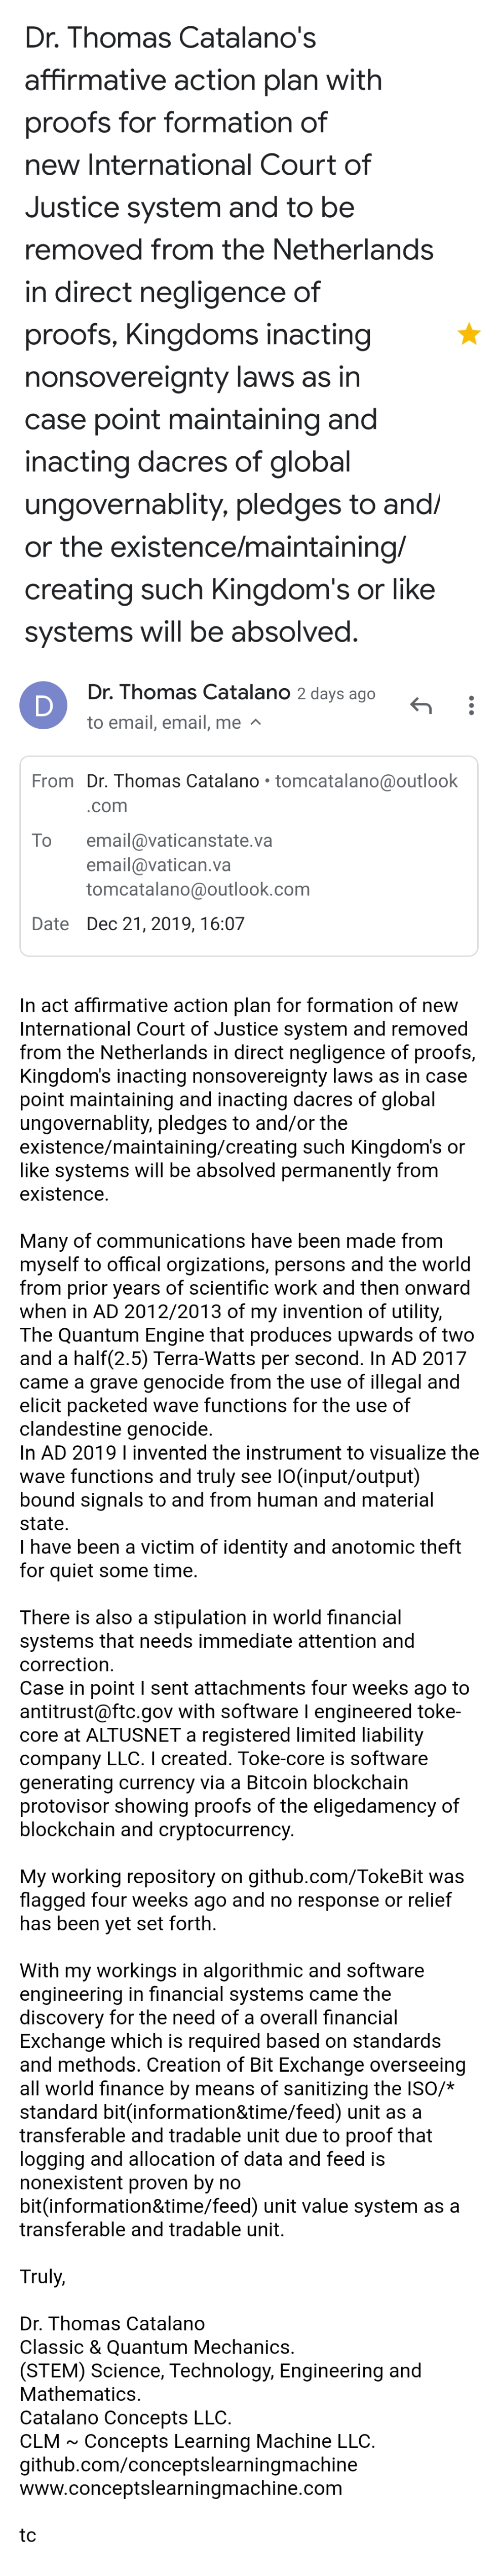 Dr. Thomas Catalano's
affirmative action plan with
proofs for formation of
new International Court of
Justice system and to be
removed from the Netherlands
in direct negligence of
proofs, Kingdoms inacting
nonsovereignty laws as in
case point maintaining and
inacting dacres of global
ungovernablity, pledges to and/
or the existence/maintaining/
creating such Kingdom's or like
systems will be absolved.
D
Dr. Thomas Catalano 2 days ago
to email, email, me
From Dr. Thomas Catalano • tomcatalano@outlook
.com
To email@vaticanstate.va
email@vatican.va
tomcatalano@outlook.com
Date Dec 21, 2019, 16:07
In act affirmative action plan for formation of new
International Court of Justice system and removed
from the Netherlands in direct negligence of proofs,
Kingdom's inacting nonsovereignty laws as in case
point maintaining and inacting dacres of global
ungovernablity, pledges to and/or the
existence/maintaining/creating such Kingdom's or
like systems will be absolved permanently from
existence.
Many of communications have been made from
myself to offical orgizations, persons and the world
from prior years of scientific work and then onward
when in AD 2012/2013 of my invention of utility,
The Quantum Engine that produces upwards of two
and a half(2.5) Terra-Watts per second. In AD 2017
came a grave genocide from the use of illegal and
elicit packeted wave functions for the use of
clandestine genocide.
In AD 2019 I invented the instrument to visualize the
wave functions and truly see IO(input/output)
bound signals to and from human and material
state.
I have been a victim of identity and anotomic theft
for quiet some time.
There is also a stipulation in world financial
systems that needs immediate attention and
correction.
Case in point I sent attachments four weeks ago to
antitrust@ftc.gov with software I engineered toke-
core at ALTUSNET a registered limited liability
company LLC. I created. Toke-core is software
generating currency via a Bitcoin blockchain
protovisor showing proofs of the eligedamency of
blockchain and cryptocurrency.
My working repository on github.com/TokeBit was
flagged four weeks ago and no response or relief
has been yet set forth.
With my workings in algorithmic and software
engineering in financial systems came the
discovery for the need of a overall financial
Exchange which is required based on standards
and methods. Creation of Bit Exchange overseeing
all world finance by means of sanitizing the ISO/*
standard bit(information&time/feed) unit as a
transferable and tradable unit due to proof that
logging and allocation of data and feed is
nonexistent proven by no
bit(information&time/feed) unit value system as a
transferable and tradable unit.
Truly,
Dr. Thomas Catalano
Classic & Quantum Mechanics.
(STEM) Science, Technology, Engineering and
Mathematics.
Catalano Concepts LLC.
CLM ~ Concepts Learning Machine LLC.
github.com/conceptslearningmachine
www.conceptslearningmachine.com
tc